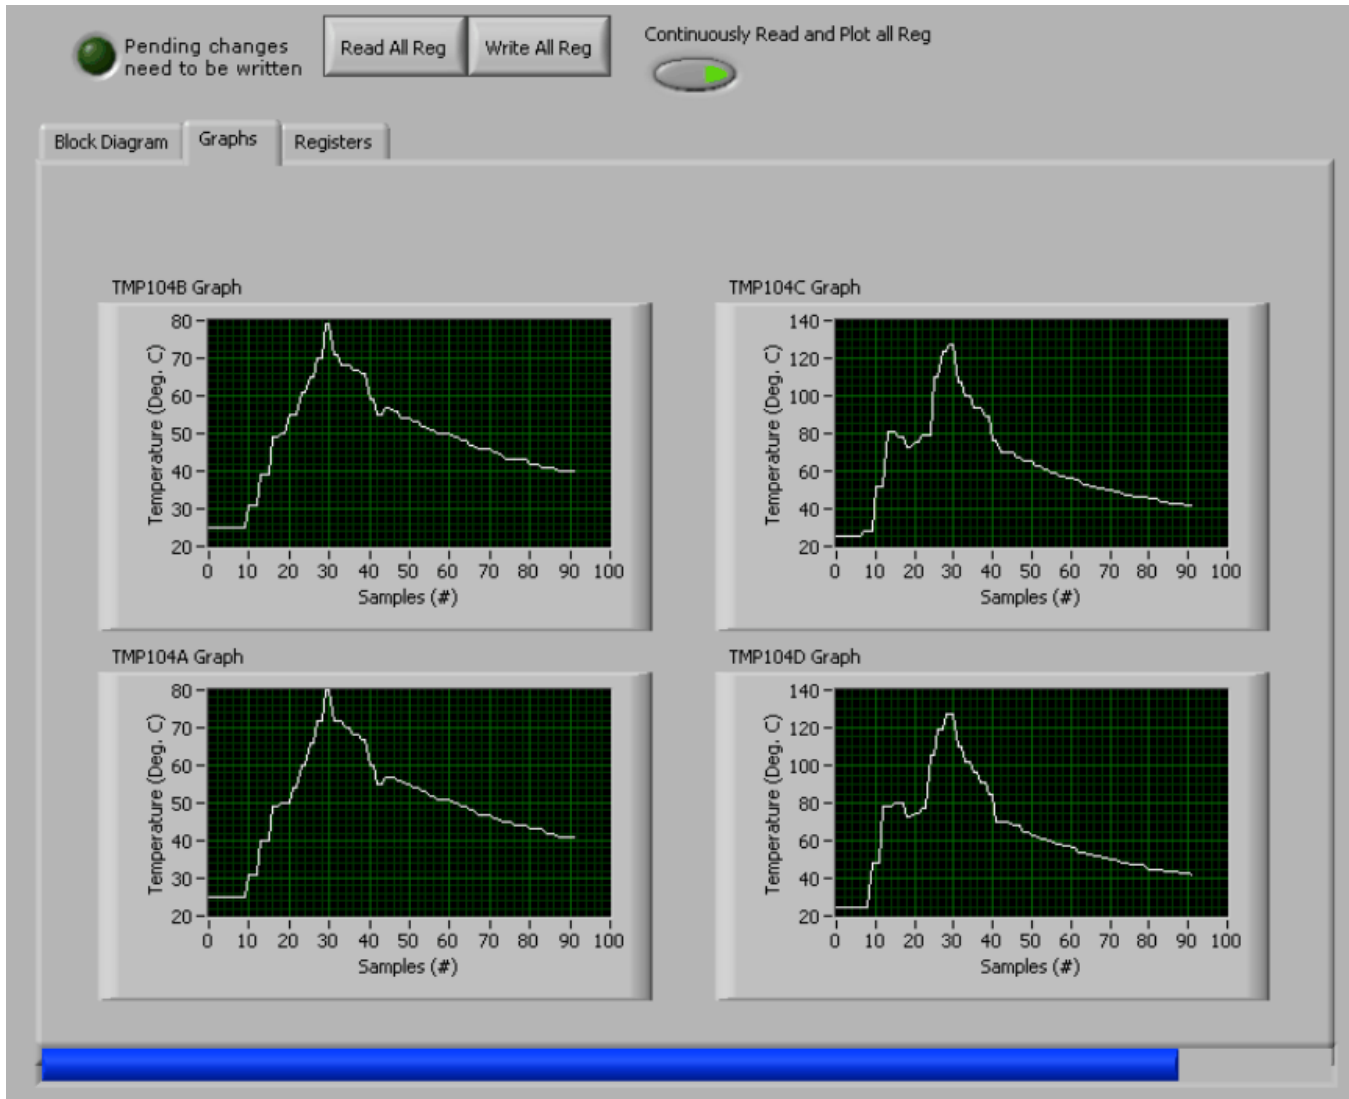 Pending changes
need to be written
Read All Reg
Write All Reg
Continuously Read and Plot all Reg
Block Diagram
Graphs
Registers
TMP104B Graph
80
70
60
50
40
30
20
Temperature (Deg. C)
0 10 20 30 40 50 60 70 80 90 100
Samples (#)
TMP104C Graph
140
120
100
80
60
40
20
Temperature (Deg. C)
0 10 20 30 40 50 60 70 80 90 100
Samples (#)
TMP104A Graph
80
70
60
50
40
30
20
Temperature (Deg. C)
0 10 20 30 40 50 60 70 80 90 100
Samples (#)
TMP104D Graph
140
120
100
80
60
40
20
Temperature (Deg. C)
0 10 20 30 40 50 60 70 80 90 100
Samples (#)